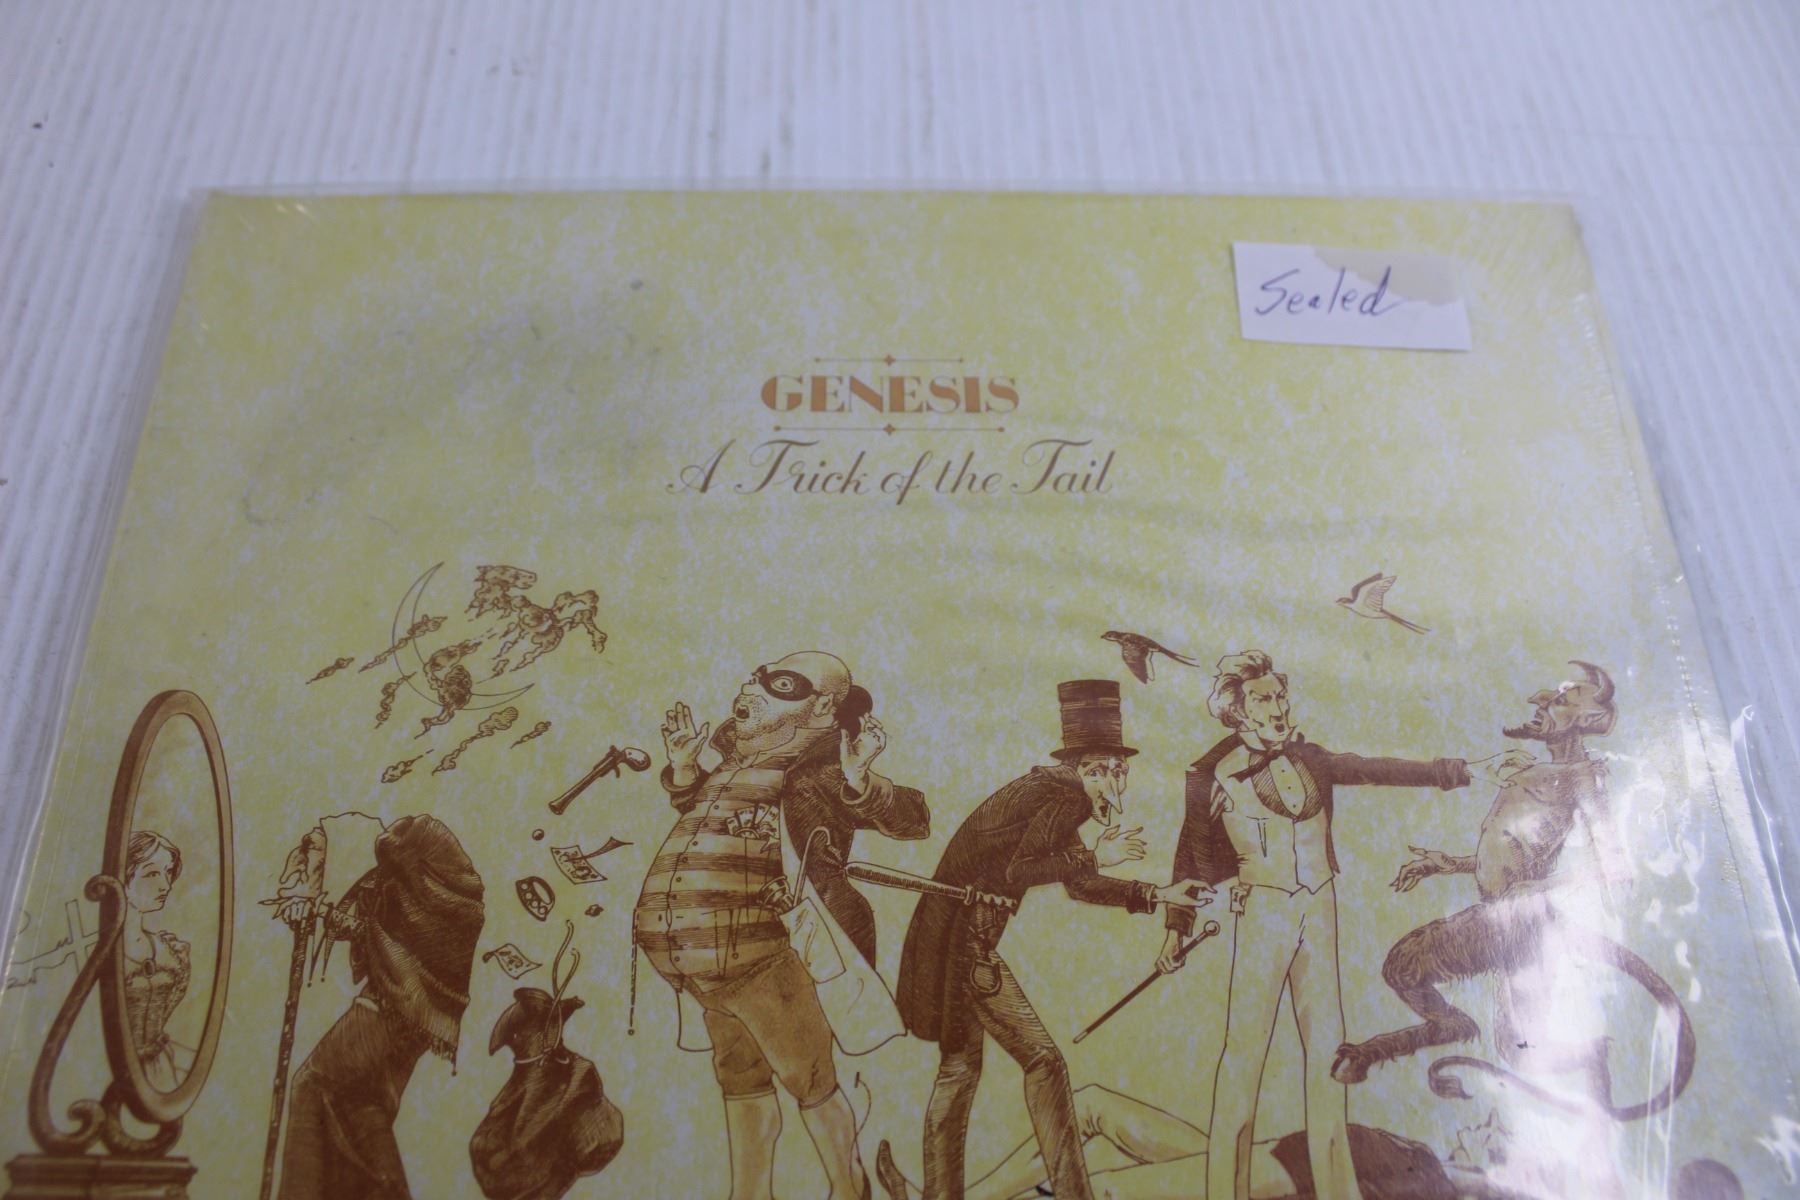 Sealed
GENESIS
A Trick of the Tail